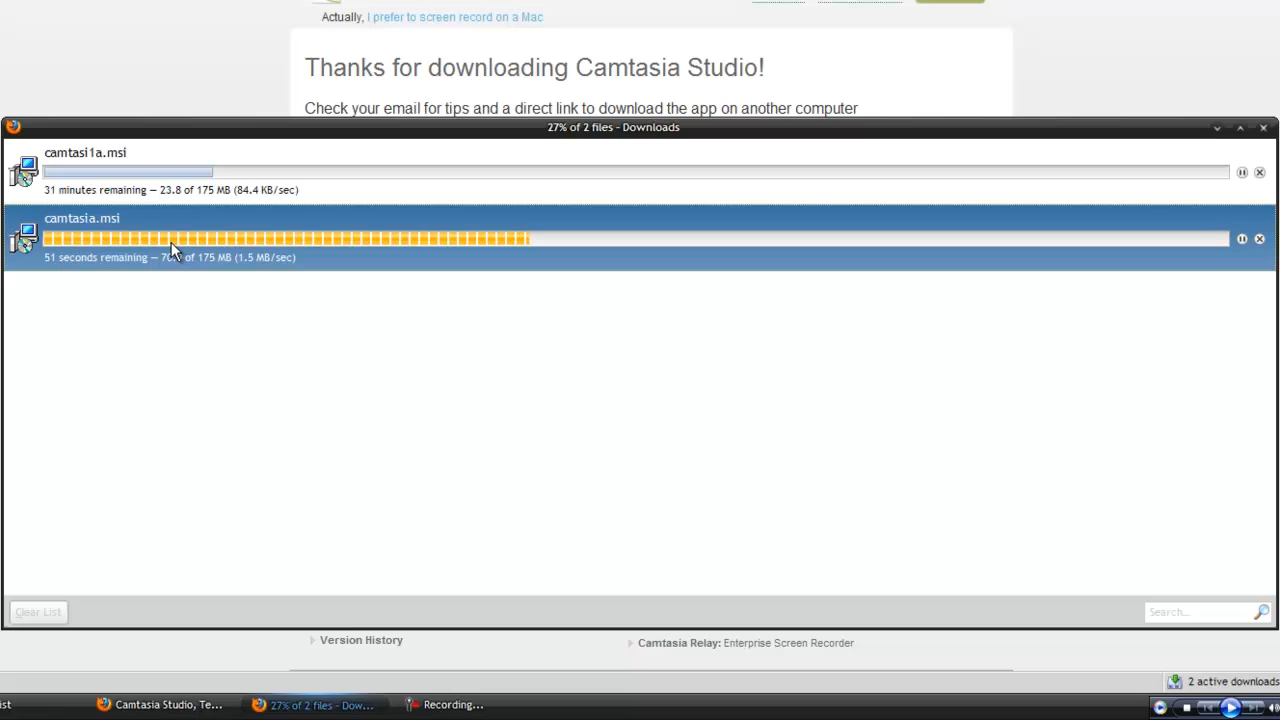 Actually, I prefer to screen record on a Mac
Thanks for downloading Camtasia Studio!
Check your email for tips and a direct link to download the app on another computer
27% of 2 files - Downloads
camtasi1a.msi
31 minutes remaining — 23.8 of 175 MB (84.4 KB/sec)
camtasia.msi
51 seconds remaining — of 175 MB (1.5 MB/sec)
Clear List
Search...
Version History
Camtasia Relay: Enterprise Screen Recorder
2 active downloads
ist
Camtasia Studio, Te...
27% of 2 files - Dow...
Recording...